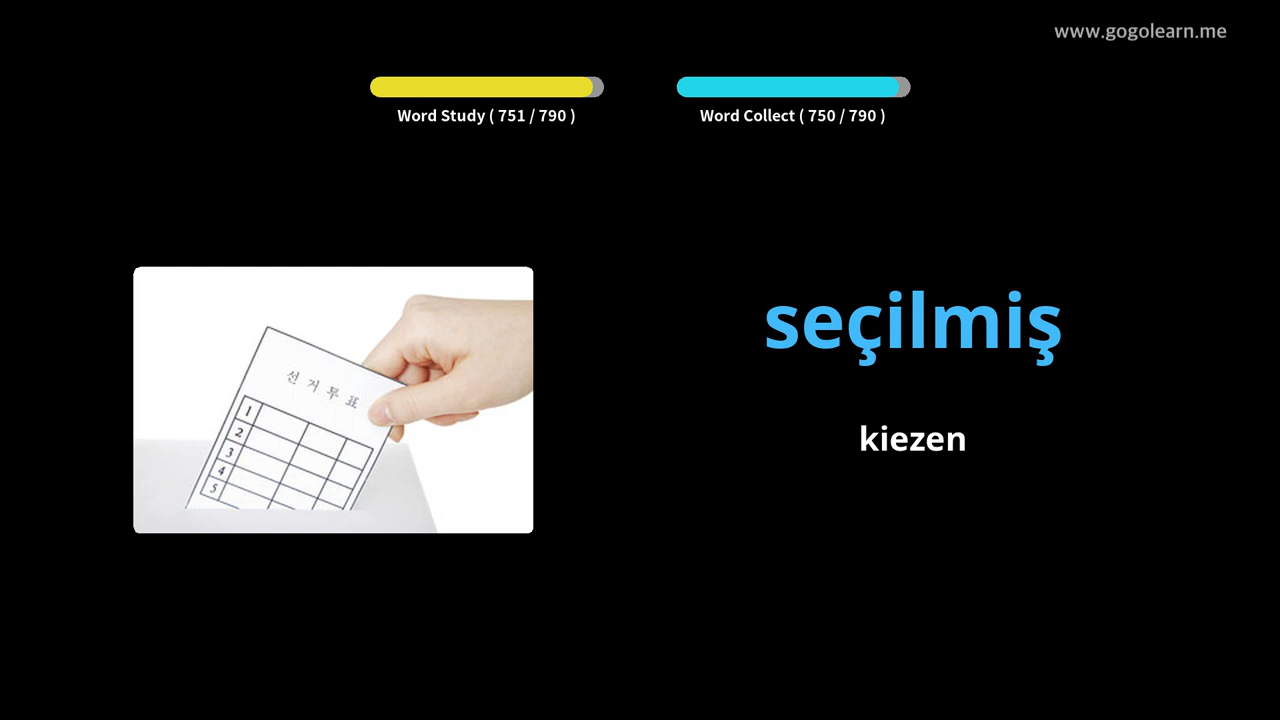 www.gogolearn.me
Word Study ( 751 / 790 )
Word Collect ( 750 / 790 )
선거투표
1
2
3
4
5
seçilmiş
kiezen